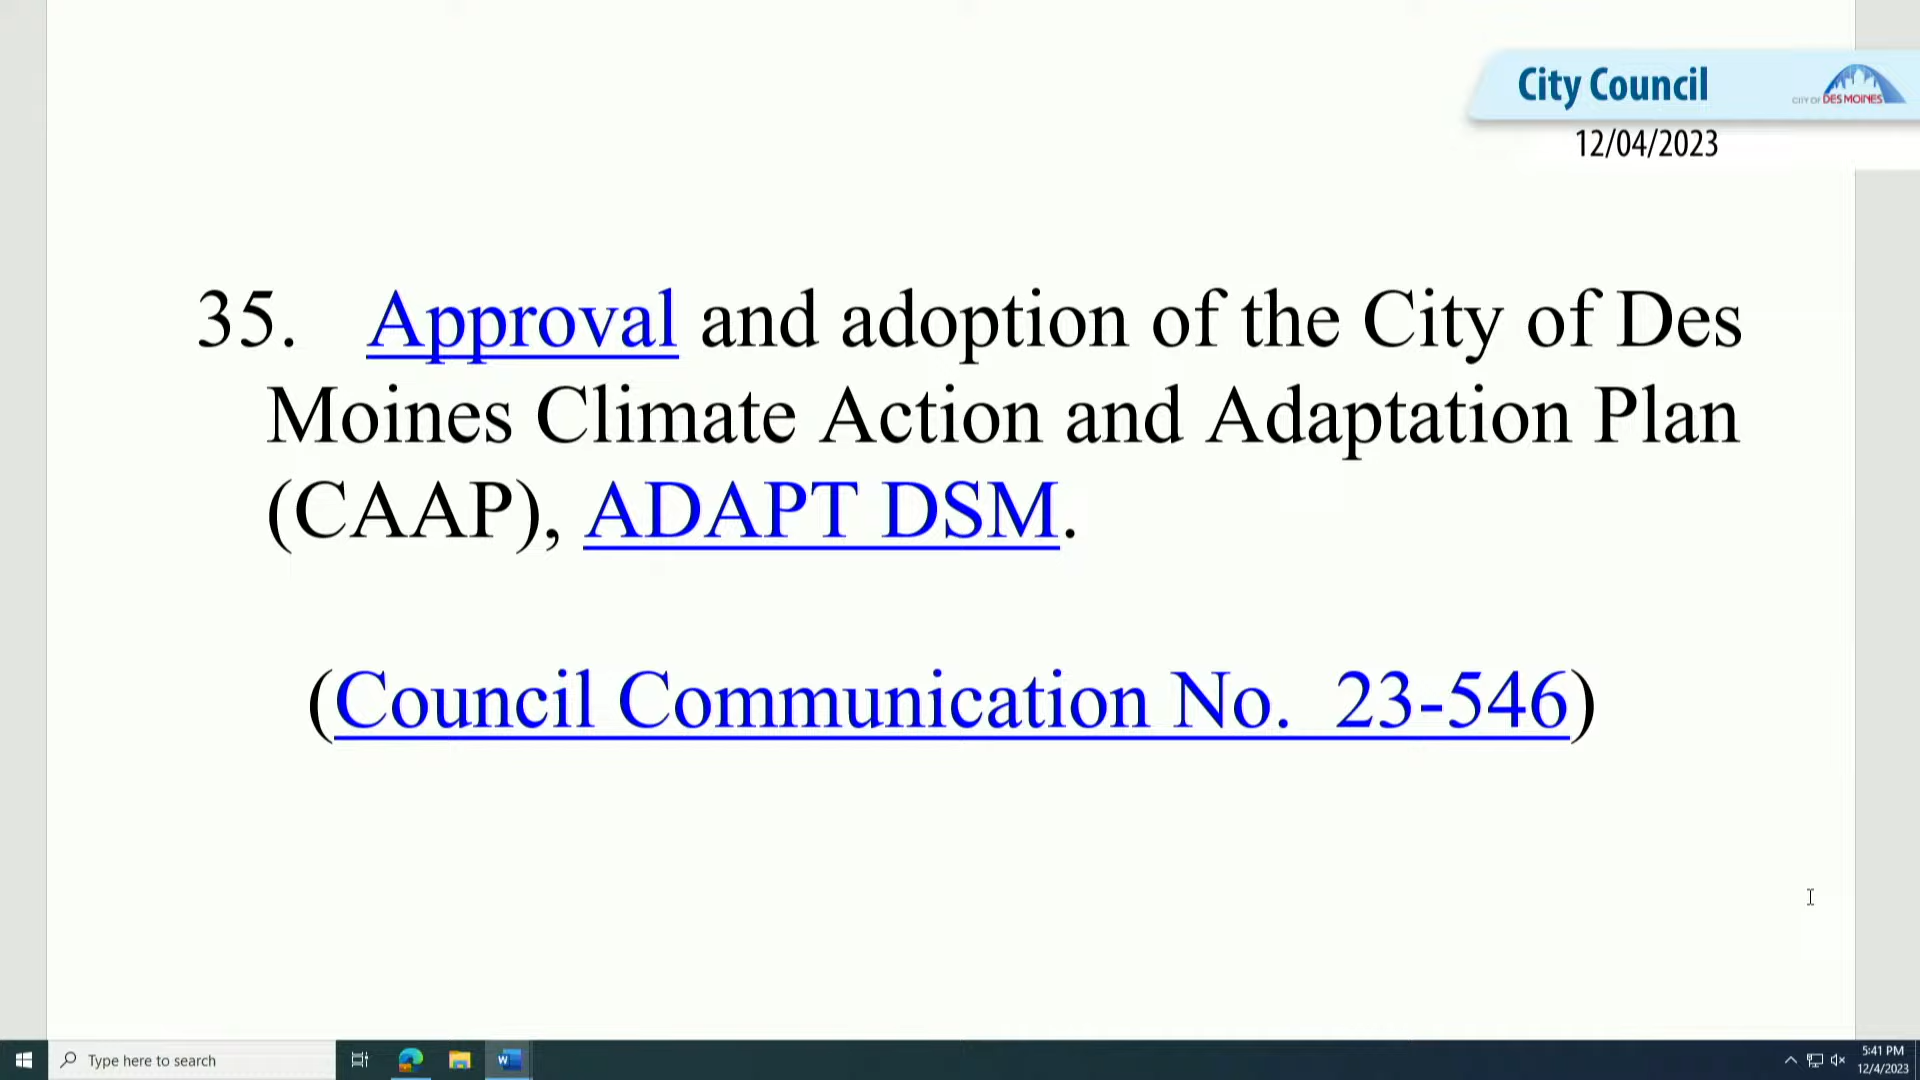 City Council
CITY OF DES MOINES
12/04/2023
35. Approval and adoption of the City of Des
Moines Climate Action and Adaptation Plan
(CAAP), ADAPT DSM.
(Council Communication No. 23-546)
Type here to search
5:41 PM
12/4/2023